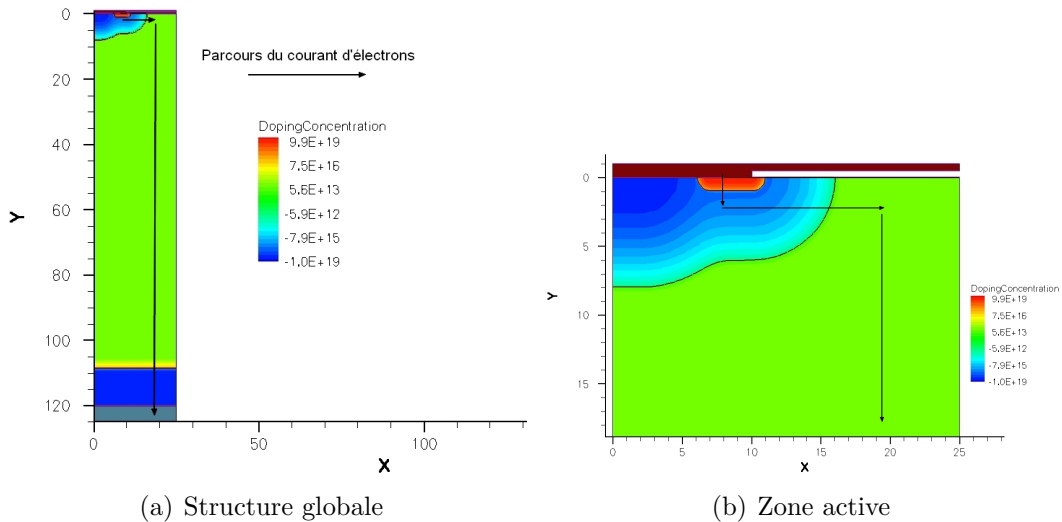 0
20
40
60
80
100
120
Y
0
50
100
X
Parcours du courant d'électrons
DopingConcentration
9.9E+19
7.5E+16
5.6E+13
-7.9E+15
-1.0E+19
(a) Structure globale
0
5
10
15
Y
0
5
10
15
20
25
X
DopingConcentration
9.9E+19
7.5E+16
5.6E+13
-5.9E+12
-7.9E+15
-1.0E+19
(b) Zone active